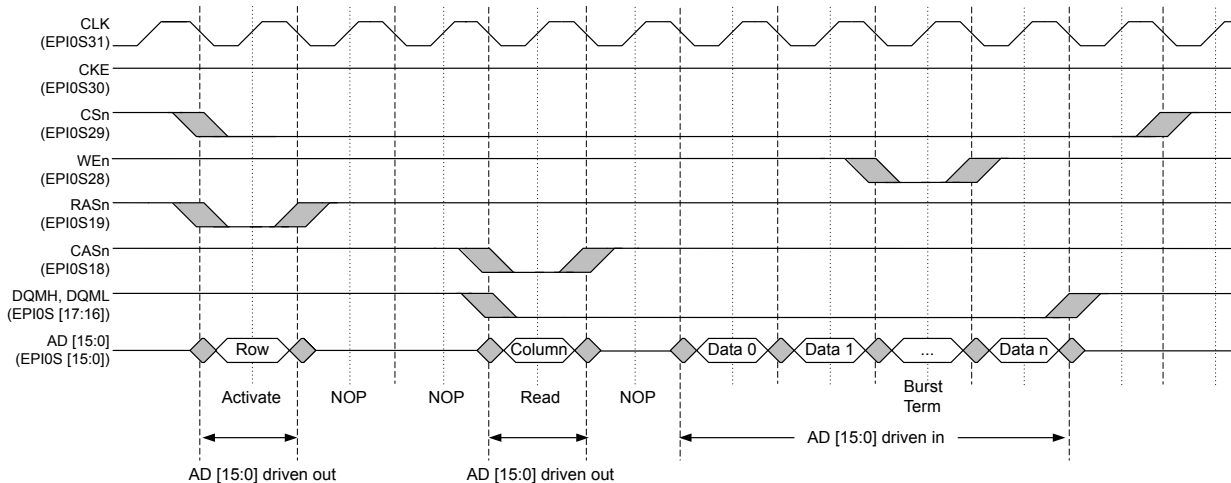 CLK
(EPI0S31)
CKE
(EPI0S30)
CSn
(EPI0S29)
WEn
(EPI0S28)
RASn
(EPI0S19)
CASn
(EPI0S18)
DQMH, DQML
(EPI0S [17:16])
AD [15:0]
(EPI0S [15:0])
Row
Column
Data 0
Data 1
...
Data n
Activate
NOP
NOP
Read
NOP
Burst
Term
AD [15:0] driven in
AD [15:0] driven out
AD [15:0] driven out